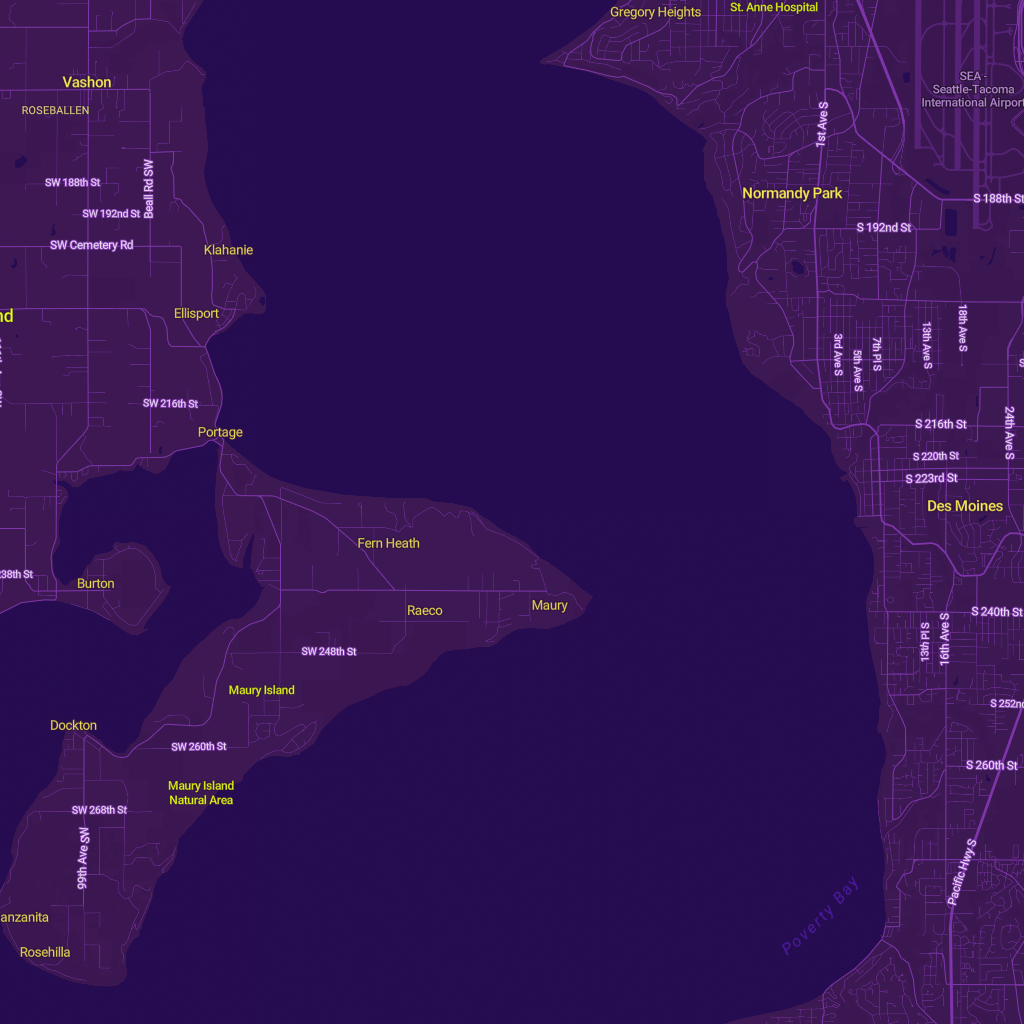 Gregory Heights
St. Anne Hospital
Vashon
ROSEBALLEN
SEA -
Seattle-Tacoma
International Airport
1st Ave S
SW 188th St
Beall Rd SW
Normandy Park
S 188th St
SW 192nd St
S 192nd St
SW Cemetery Rd
Klahanie
Ellisport
nd
18th Ave S
13th Ave S
3rd Ave S
7th Pl S
5th Ave S
S
SW 216th St
24th Ave S
S 216th St
Portage
S 220th St
S 223rd St
Des Moines
Fern Heath
38th St
Burton
Maury
Raeco
S 240th St
13th Pl S
16th Ave S
SW 248th St
Maury Island
S 252nd
Dockton
SW 260th St
S 260th St
Maury Island
Natural Area
SW 268th St
99th Ave SW
Pacific Hwy S
Poverty Bay
anzanita
Rosehilla